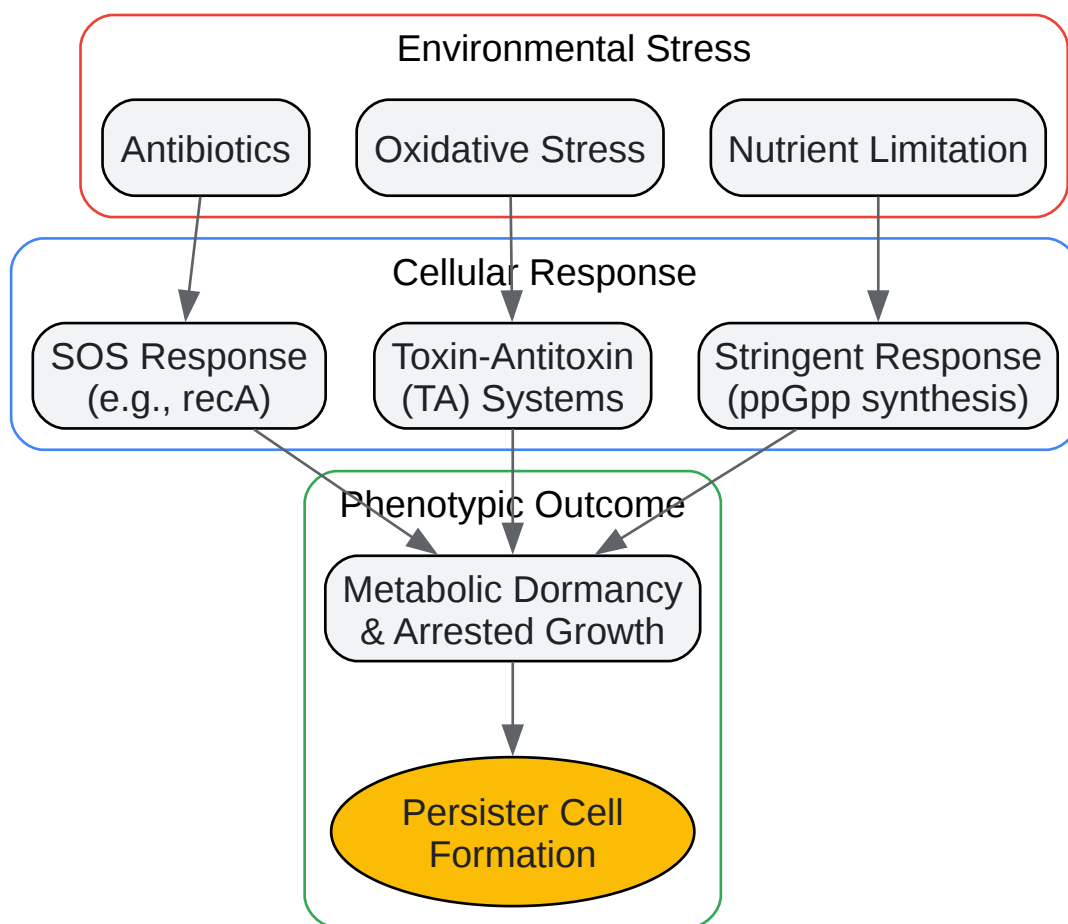 Environmental Stress
Antibiotics
Oxidative Stress
Nutrient Limitation
Cellular Response
SOS Response
(e.g., recA)
Toxin-Antitoxin
(TA) Systems
Stringent Response
(ppGpp synthesis)
Phenotypic Outcome
Metabolic Dormancy
& Arrested Growth
Persister Cell
Formation